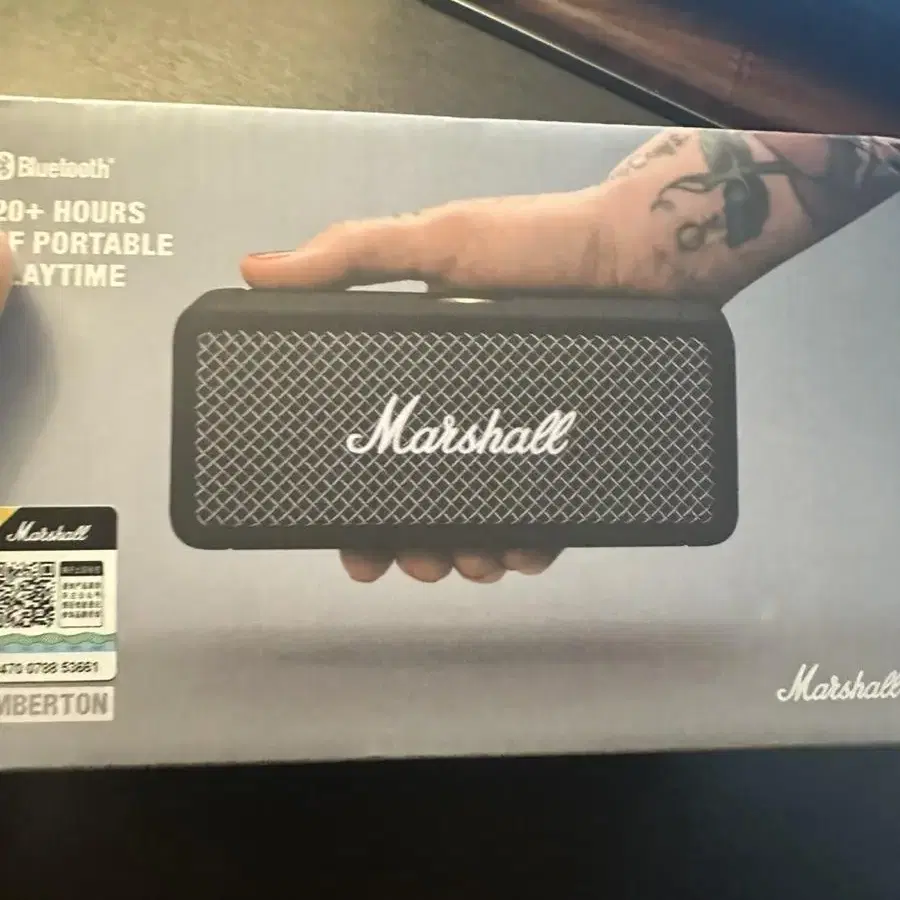 Bluetooth®
20+ HOURS
F PORTABLE
LAYTIME
Marshall
Marshall
470 0788 53661
MBERTON
Marshall